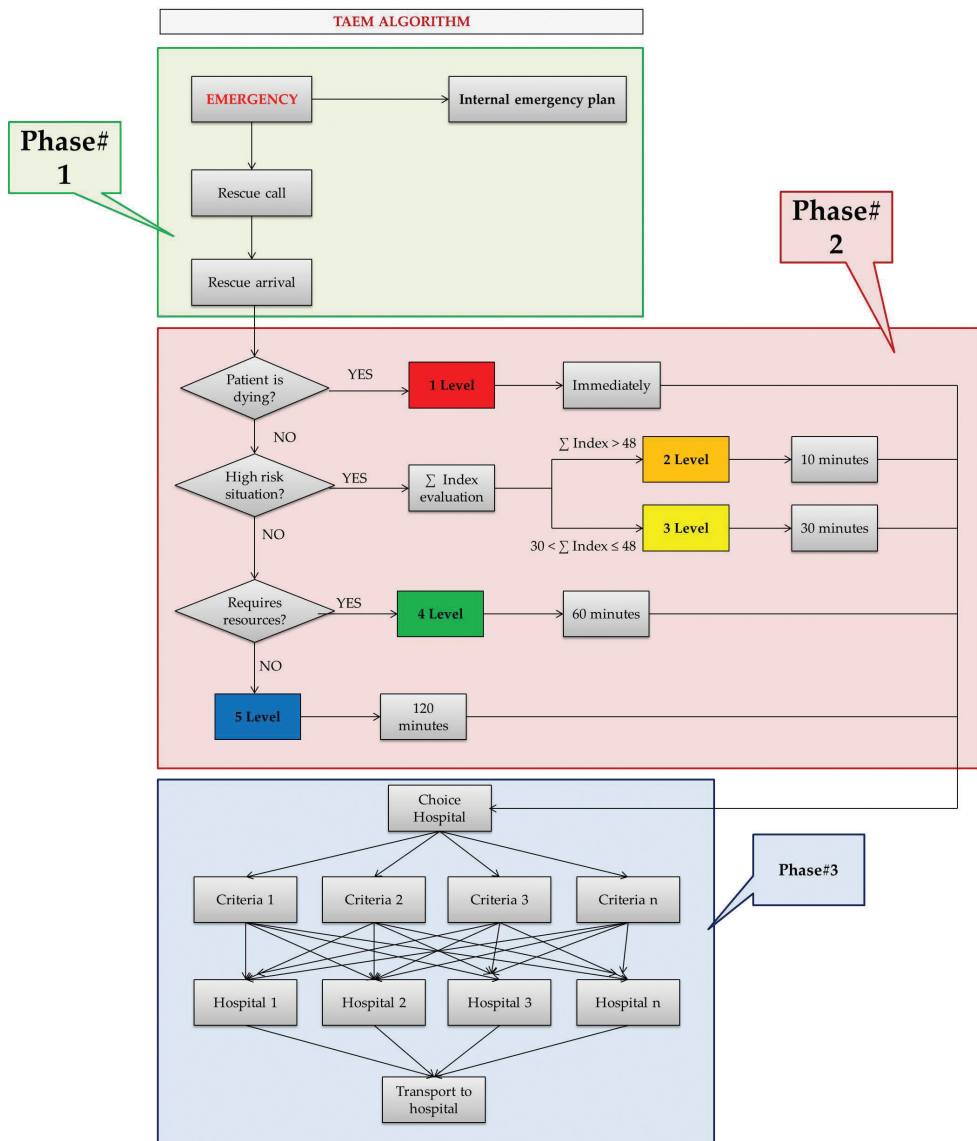 TAEM ALGORITHM
EMERGENCY
Internal emergency plan
Phase#
1
Rescue call
Phase#
2
Rescue arrival
Patient is
dying?
YES
1 Level
Immediately
NO
∑ Index > 48
High risk
situation?
YES
∑ Index
evaluation
2 Level
10 minutes
3 Level
30 minutes
NO
30 < ∑ Index ≤ 48
Requires
resources?
YES
4 Level
60 minutes
NO
5 Level
120
minutes
Choice
Hospital
Phase#3
Criteria 1
Criteria 2
Criteria 3
Criteria n
Hospital 1
Hospital 2
Hospital 3
Hospital n
Transport to
hospital